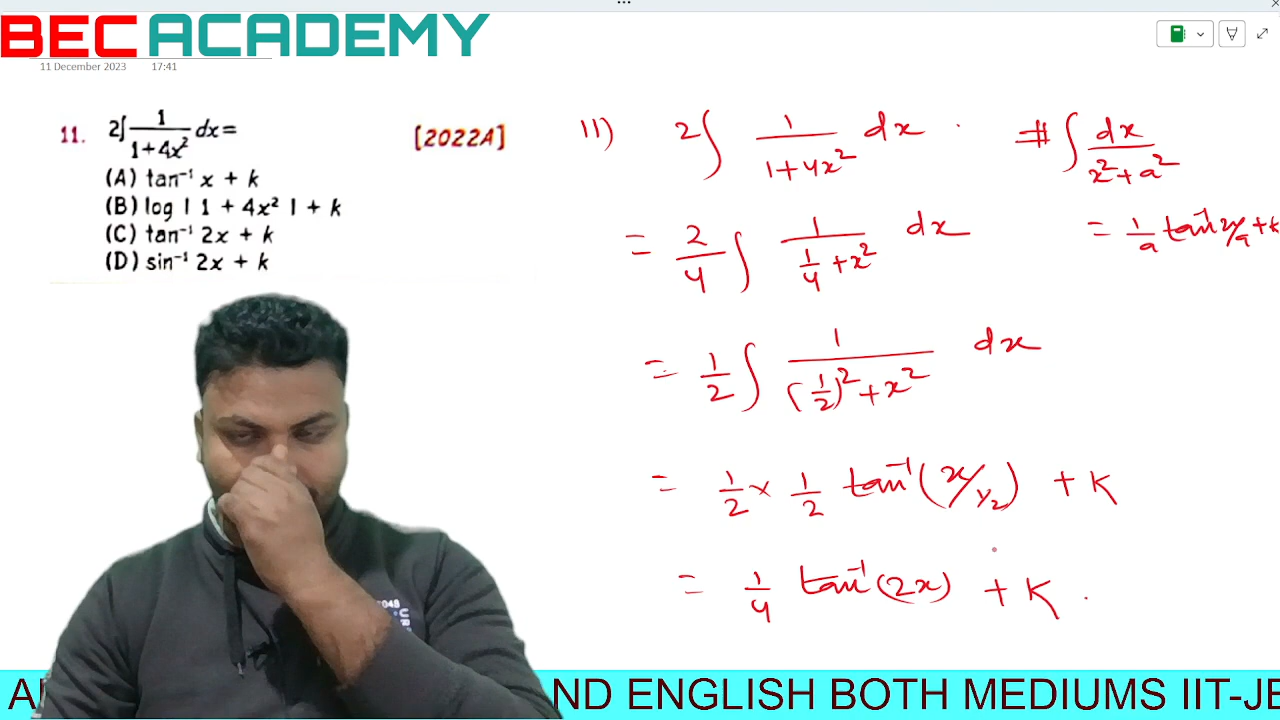 BEC ACADEMY
11 December 2023 17:41
11. 2∫ 1/(1+4x²) dx = [2022A]
(A) tan⁻¹ x + k
(B) log | 1 + 4x² | + k
(C) tan⁻¹ 2x + k
(D) sin⁻¹ 2x + k
11) 2∫ 1/(1+4x²) dx .
= 2/4 ∫ 1/(1/4 + x²) dx
= 1/2 ∫ 1/((1/2)² + x²) dx
= 1/2 × 1/2 tan⁻¹(x/1/2) + K
= 1/4 tan⁻¹(2x) + K .
# ∫ dx/(x² + a²)
= 1/a tan⁻¹ x/a + K
ND ENGLISH BOTH MEDIUMS IIT-JE